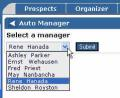 Prospects Organizer
Auto Manager
Select a manager
Rene Hanada Submit
Ashley Parker
Ernst Wehausen
Fred Priest
May Nanbancha
Rene Hanada
Sheldon Royston